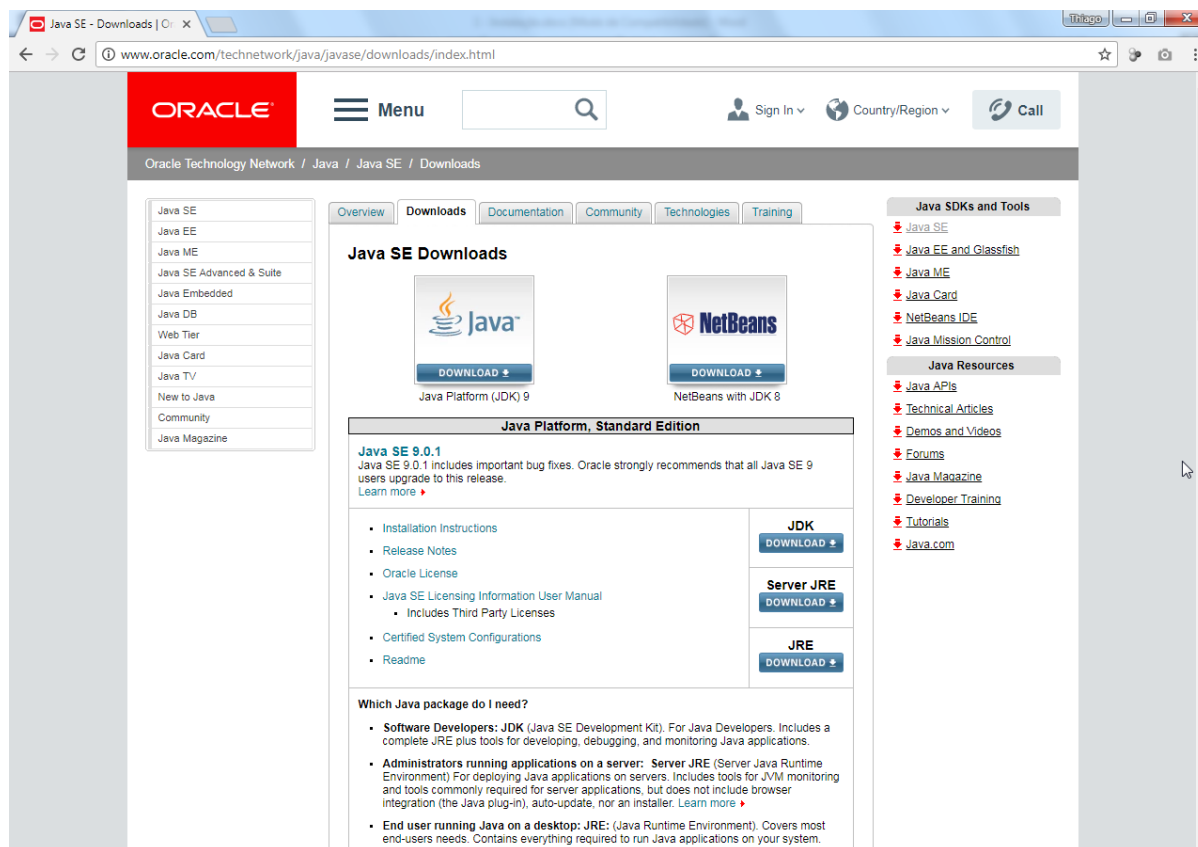 Java SE - Downloads | Or
Thiago
www.oracle.com/technetwork/java/javase/downloads/index.html
ORACLE
Menu
Sign In
Country/Region
Call
Oracle Technology Network / Java / Java SE / Downloads
Java SE
Java EE
Java ME
Java SE Advanced & Suite
Java Embedded
Java DB
Web Tier
Java Card
Java TV
New to Java
Community
Java Magazine
Overview
Downloads
Documentation
Community
Technologies
Training
Java SE Downloads
Java
DOWNLOAD
Java Platform (JDK) 9
NetBeans
DOWNLOAD
NetBeans with JDK 8
Java Platform, Standard Edition
Java SE 9.0.1
Java SE 9.0.1 includes important bug fixes. Oracle strongly recommends that all Java SE 9
users upgrade to this release.
Learn more
Installation Instructions
Release Notes
Oracle License
Java SE Licensing Information User Manual
Includes Third Party Licenses
Certified System Configurations
Readme
JDK
DOWNLOAD
Server JRE
DOWNLOAD
JRE
DOWNLOAD
Which Java package do I need?
Software Developers: JDK (Java SE Development Kit). For Java Developers. Includes a
complete JRE plus tools for developing, debugging, and monitoring Java applications.
Administrators running applications on a server: Server JRE (Server Java Runtime
Environment) For deploying Java applications on servers. Includes tools for JVM monitoring
and tools commonly required for server applications, but does not include browser
integration (the Java plug-in), auto-update, nor an installer. Learn more
End user running Java on a desktop: JRE: (Java Runtime Environment). Covers most
end-users needs. Contains everything required to run Java applications on your system.
Java SDKs and Tools
Java SE
Java EE and Glassfish
Java ME
Java Card
NetBeans IDE
Java Mission Control
Java Resources
Java APIs
Technical Articles
Demos and Videos
Forums
Java Magazine
Developer Training
Tutorials
Java.com